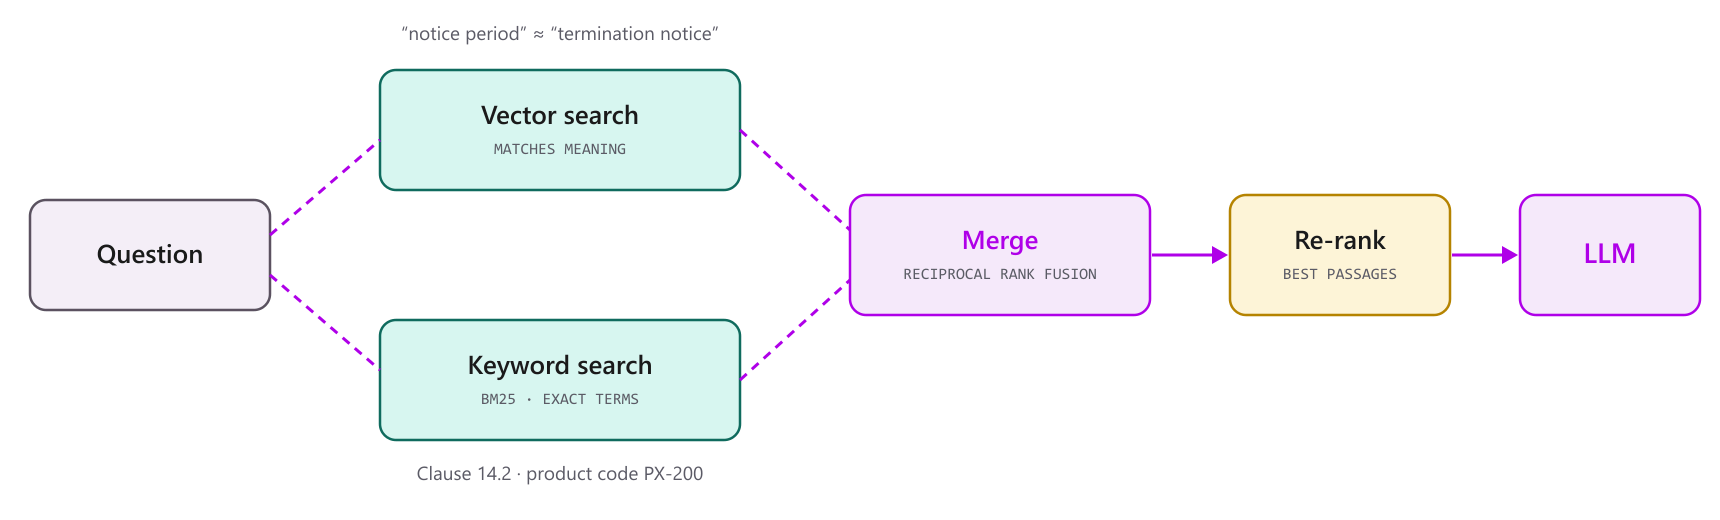 “notice period” ≈ “termination notice”
Vector search
MATCHES MEANING
Question
Keyword search
BM25 · EXACT TERMS
Clause 14.2 · product code PX-200
Merge
RECIPROCAL RANK FUSION
Re-rank
BEST PASSAGES
LLM